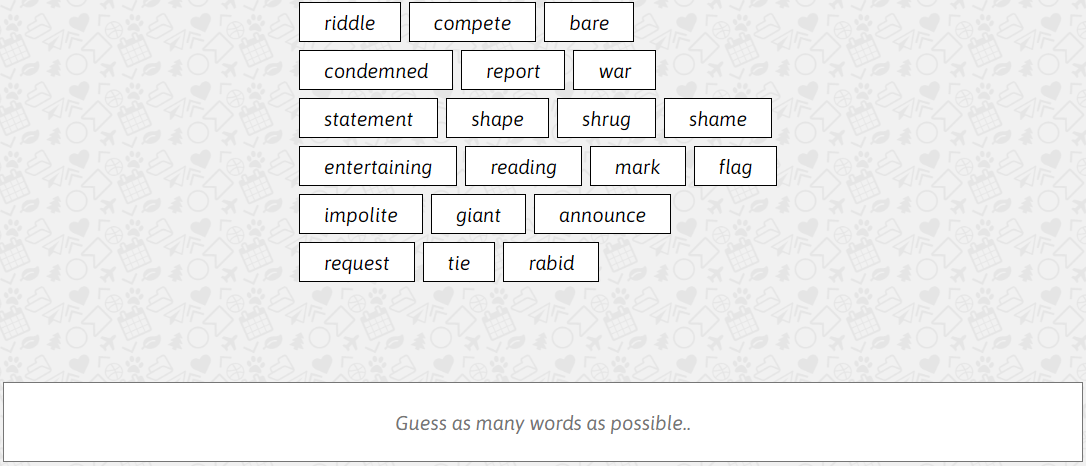 riddle compete bare
condemned report war
statement shape shrug shame
entertaining reading mark flag
impolite giant announce
request tie rabid
Guess as many words as possible..